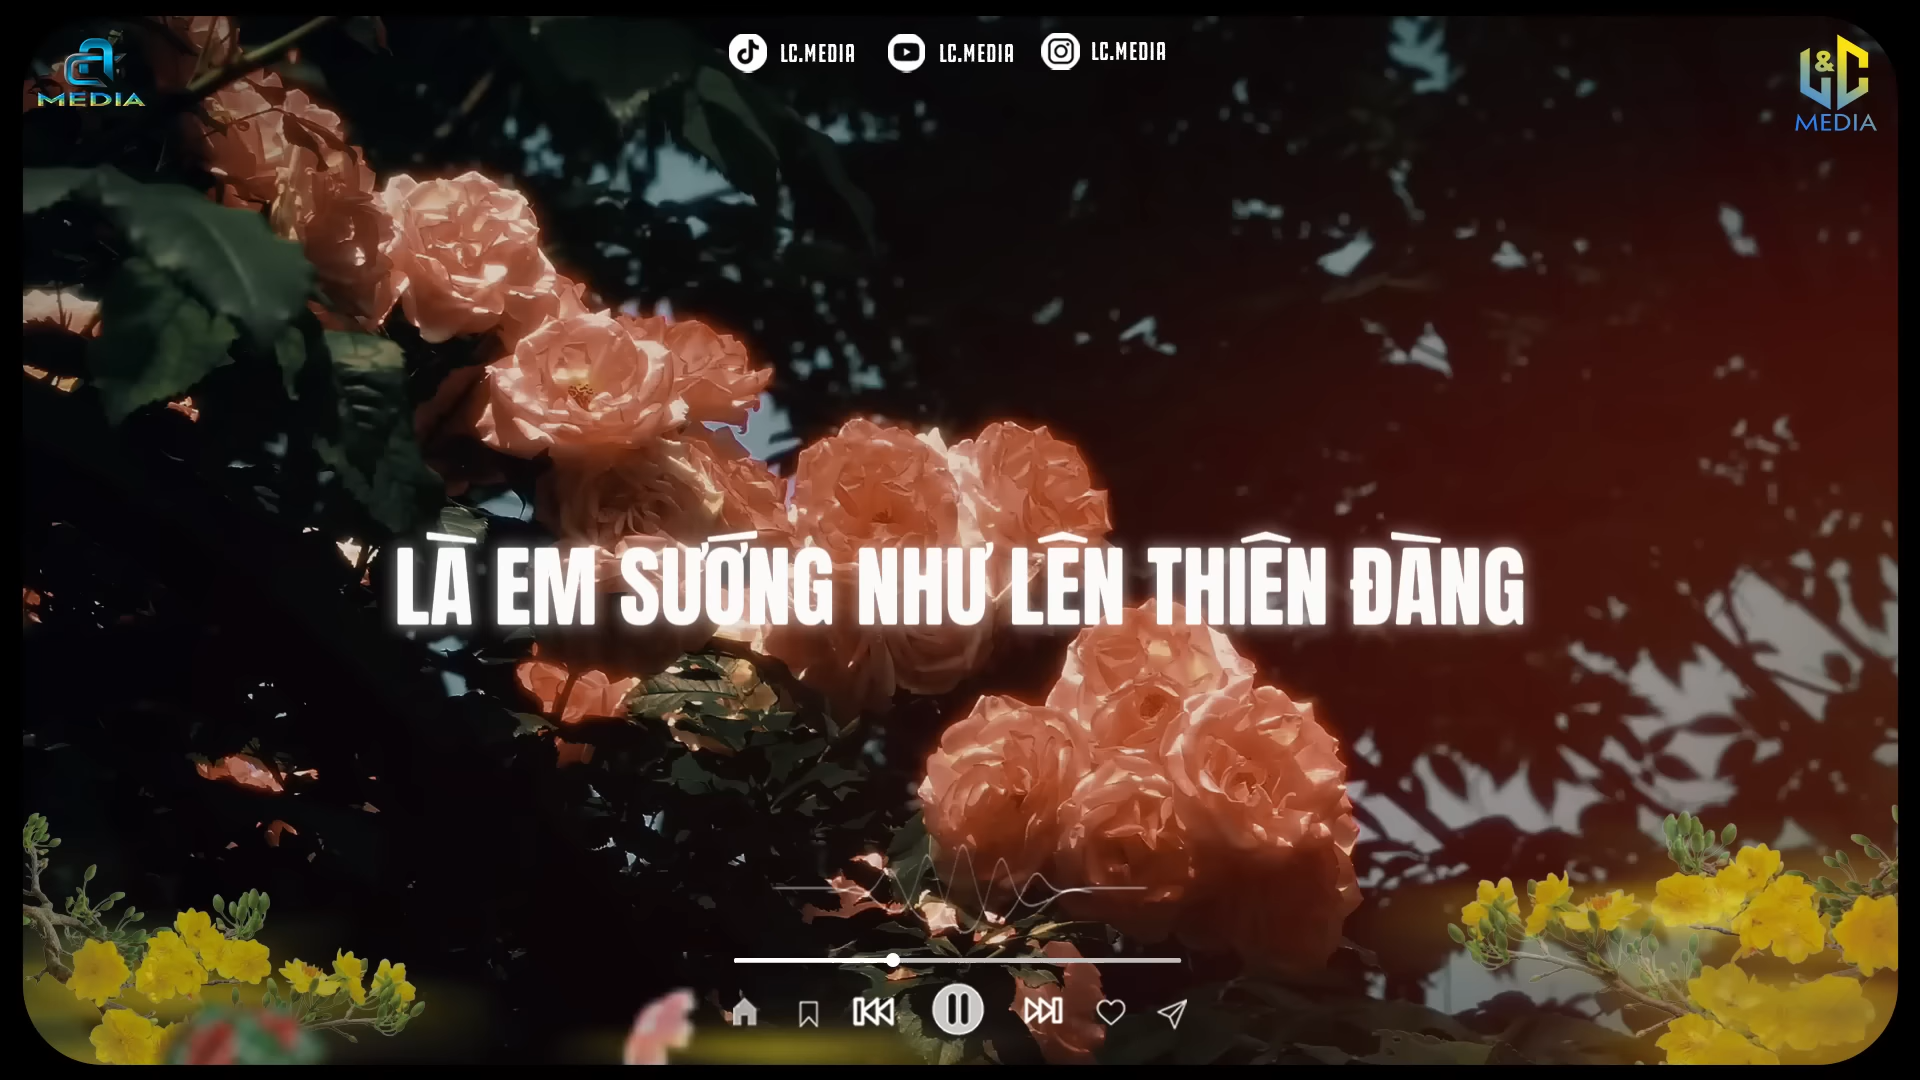 MEDIA
LC.MEDIA
LC.MEDIA
LC.MEDIA
L&C
MEDIA
LÀ EM SƯỚNG NHƯ LÊN THIÊN ĐÀNG